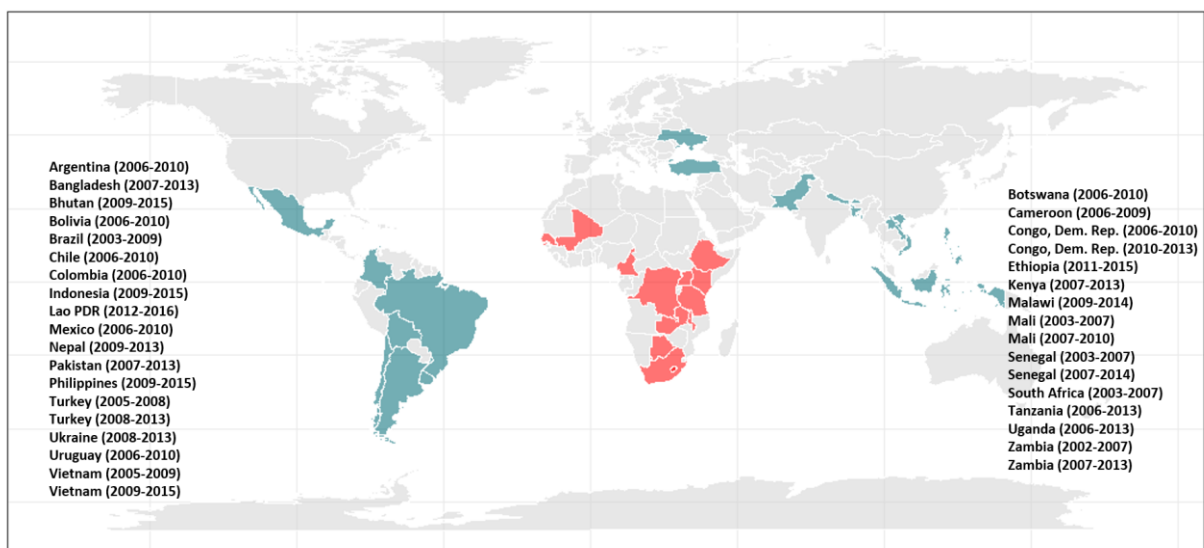 Argentina (2006-2010)
Bangladesh (2007-2013)
Bhutan (2009-2015)
Bolivia (2006-2010)
Brazil (2003-2009)
Chile (2006-2010)
Colombia (2006-2010)
Indonesia (2009-2015)
Lao PDR (2012-2016)
Mexico (2006-2010)
Nepal (2009-2013)
Pakistan (2007-2013)
Philippines (2009-2015)
Turkey (2005-2008)
Turkey (2008-2013)
Ukraine (2008-2013)
Uruguay (2006-2010)
Vietnam (2005-2009)
Vietnam (2009-2015)
Botswana (2006-2010)
Cameroon (2006-2009)
Congo, Dem. Rep. (2006-2010)
Congo, Dem. Rep. (2010-2013)
Ethiopia (2011-2015)
Kenya (2007-2013)
Malawi (2009-2014)
Mali (2003-2007)
Mali (2007-2010)
Senegal (2003-2007)
Senegal (2007-2014)
South Africa (2003-2007)
Tanzania (2006-2013)
Uganda (2006-2013)
Zambia (2002-2007)
Zambia (2007-2013)